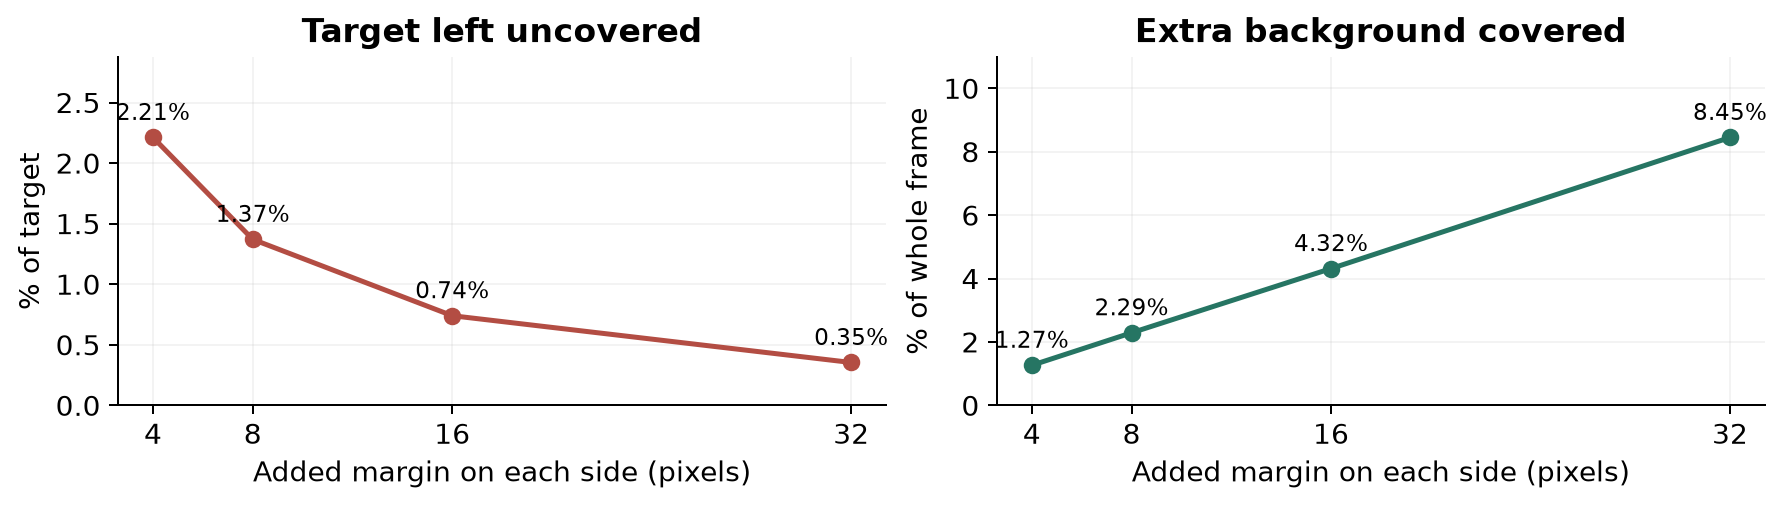 Target left uncovered
% of target
2.5
2.0
1.5
1.0
0.5
0.0
2.21%
1.37%
0.74%
0.35%
4 8 16 32
Added margin on each side (pixels)
Extra background covered
% of whole frame
10
8
6
4
2
0
1.27%
2.29%
4.32%
8.45%
4 8 16 32
Added margin on each side (pixels)